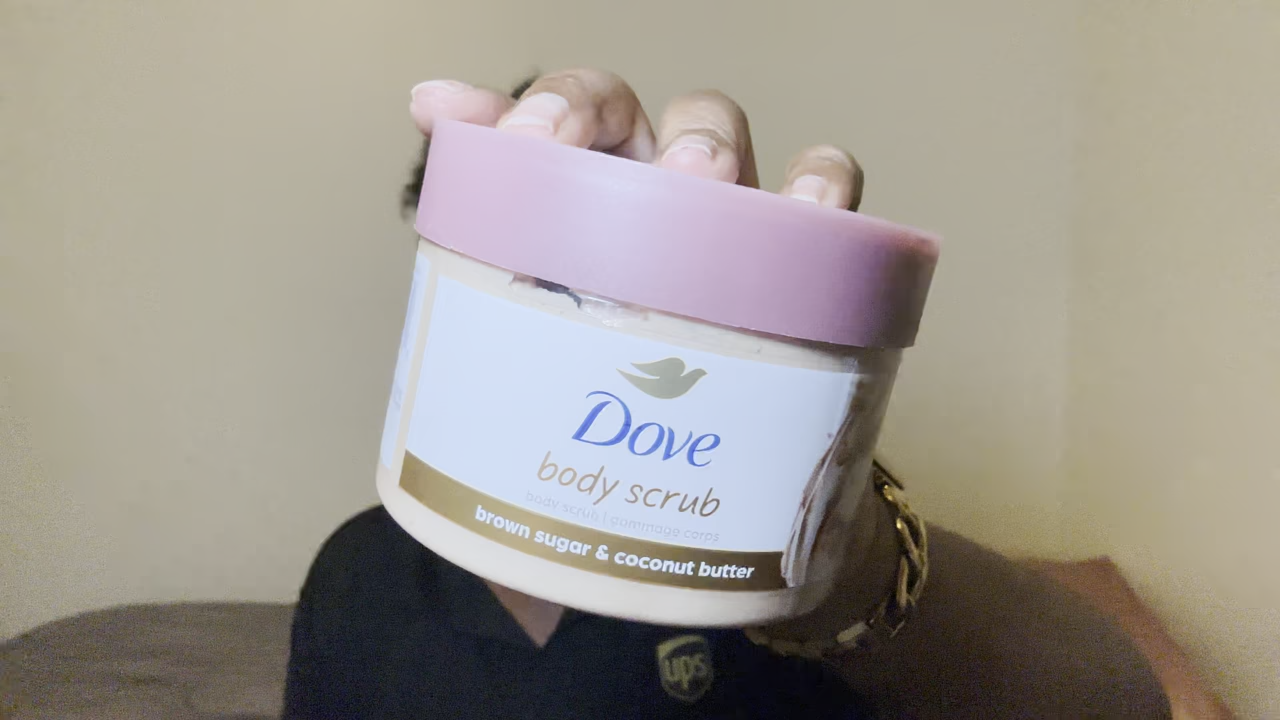 Dove
body scrub
body scrub | gommage corps
brown sugar & coconut butter
ups